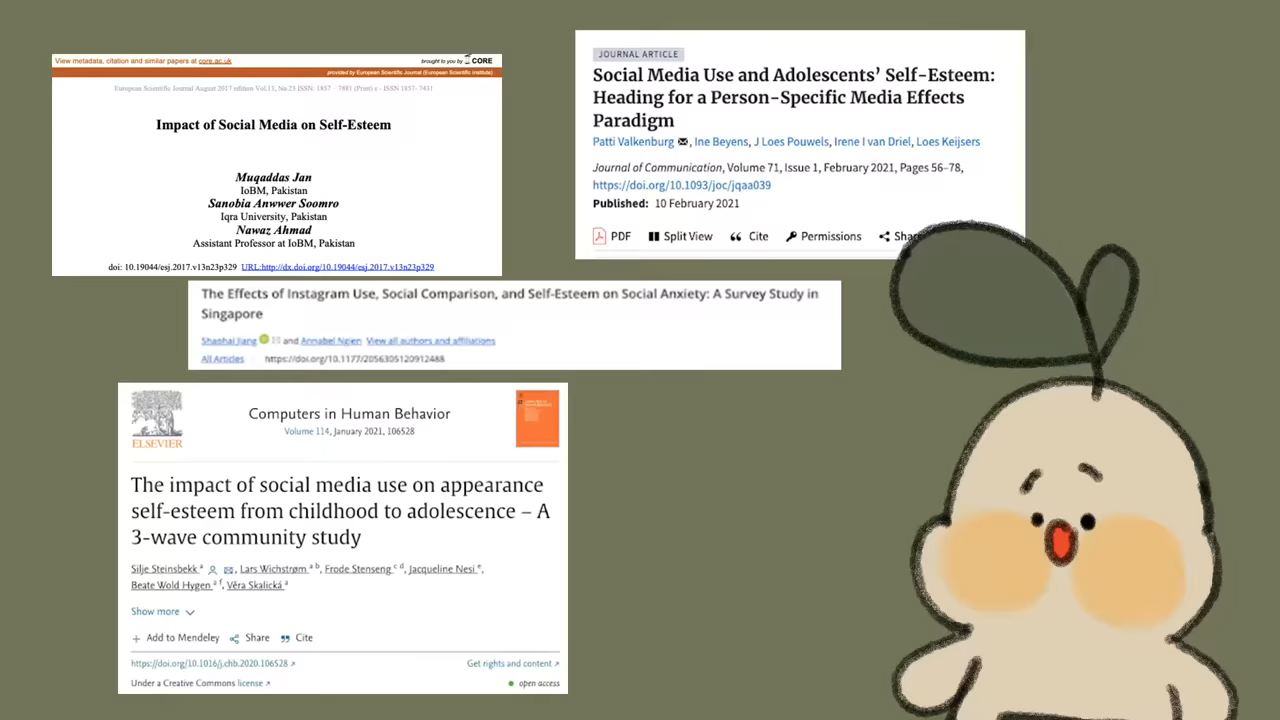 View metadata, citation and similar papers at core.ac.uk
brought to you by CORE
provided by European Scientific Journal (European Scientific Institute)
European Scientific Journal August 2017 edition Vol.13, No.23 ISSN: 1857 - 7881 (Print) e - ISSN 1857- 7431
Impact of Social Media on Self-Esteem
Muqaddas Jan
IoBM, Pakistan
Sanobia Anwwer Soomro
Iqra University, Pakistan
Nawaz Ahmad
Assistant Professor at IoBM, Pakistan
doi: 10.19044/esj.2017.v13n23p329 URL:http://dx.doi.org/10.19044/esj.2017.v13n23p329
JOURNAL ARTICLE
Social Media Use and Adolescents' Self-Esteem:
Heading for a Person-Specific Media Effects
Paradigm
Patti Valkenburg, Ine Beyens, J Loes Pouwels, Irene I van Driel, Loes Keijsers
Journal of Communication, Volume 71, Issue 1, February 2021, Pages 56–78,
https://doi.org/10.1093/joc/jqaa039
Published: 10 February 2021
PDF Split View Cite Permissions
The Effects of Instagram Use, Social Comparison, and Self-Esteem on Social Anxiety: A Survey Study in
Singapore
Shaohai Jiang and Annabel Ngien View all authors and affiliations
All Articles https://doi.org/10.1177/2056305120912488
ELSEVIER
Computers in Human Behavior
Volume 114, January 2021, 106528
The impact of social media use on appearance
self-esteem from childhood to adolescence – A
3-wave community study
Silje Steinsbekk a, Lars Wichstrøm a b, Frode Stenseng c d, Jacqueline Nesi e,
Beate Wold Hygen a f, Věra Skalická a
Show more
Add to Mendeley Share Cite
https://doi.org/10.1016/j.chb.2020.106528 Get rights and content
Under a Creative Commons license open access